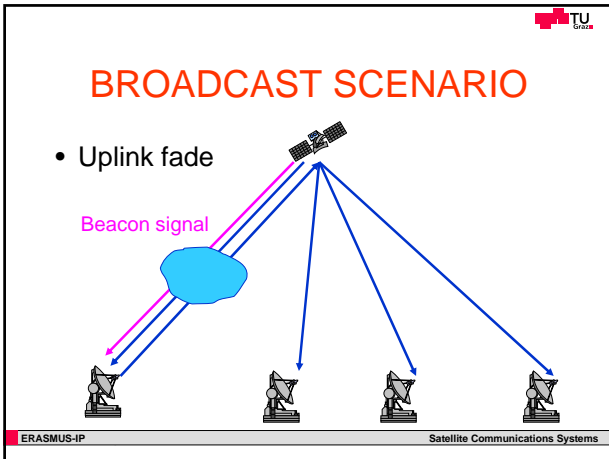 TU
Graz
BROADCAST SCENARIO
• Uplink fade
Beacon signal
ERASMUS-IP
Satellite Communications Systems